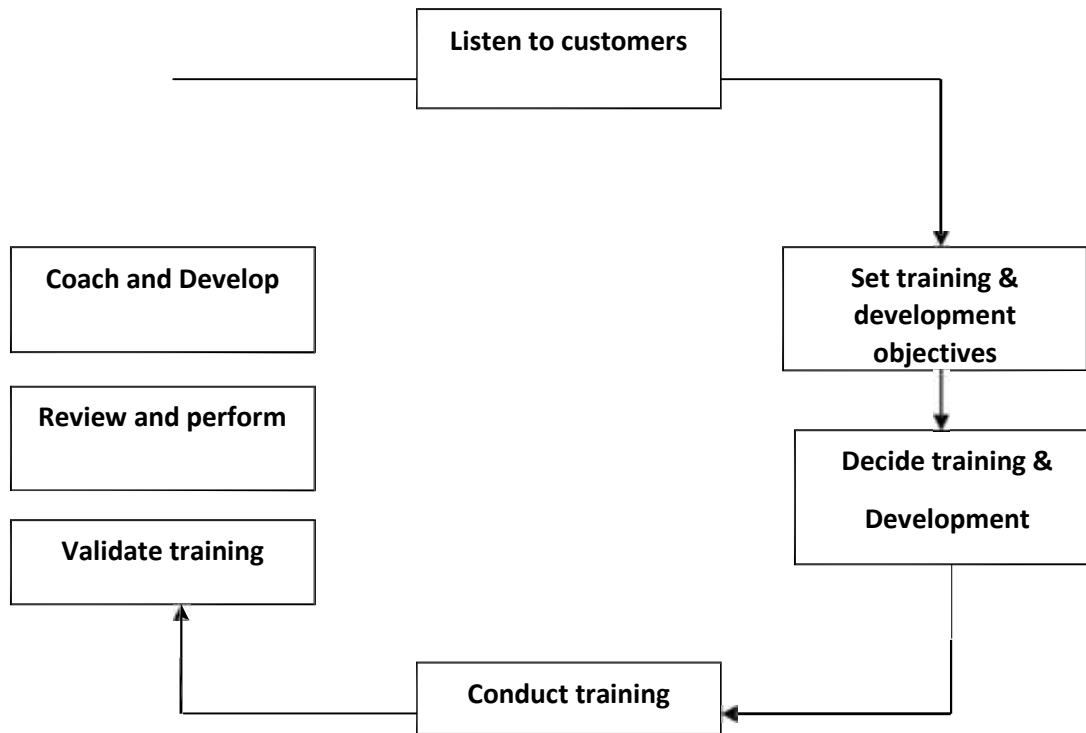 Listen to customers
Coach and Develop
Set training &
development
objectives
Review and perform
Decide training &
Development
Validate training
Conduct training